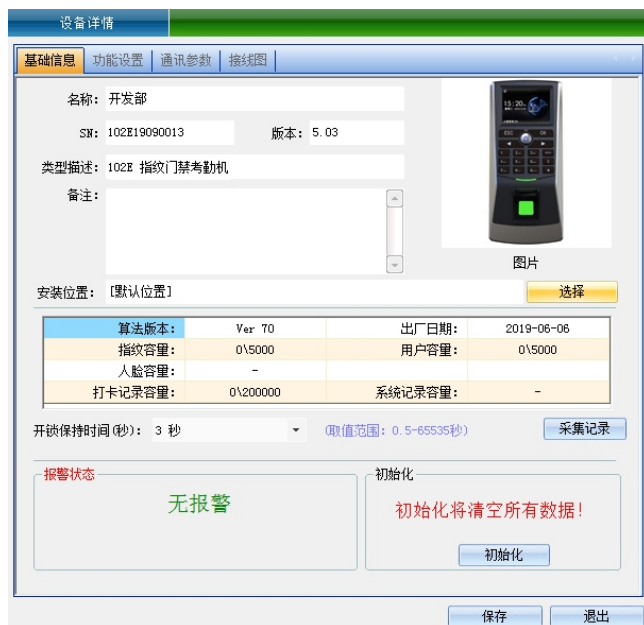 设备详情
基础信息 功能设置 通讯参数 接线图
名称: 开发部
SN: 102E19090013 版本: 5.03
类型描述: 102E 指纹门禁考勤机
备注:
15:20
ESC OK
图片
安装位置: [默认位置] 选择
算法版本: Ver 70 出厂日期: 2019-06-06
指纹容量: 0\5000 用户容量: 0\5000
人脸容量: -
打卡记录容量: 0\200000 系统记录容量: -
开锁保持时间(秒): 3 秒 (取值范围: 0.5-65535秒) 采集记录
报警状态 初始化
无报警 初始化将清空所有数据!
初始化
保存 退出